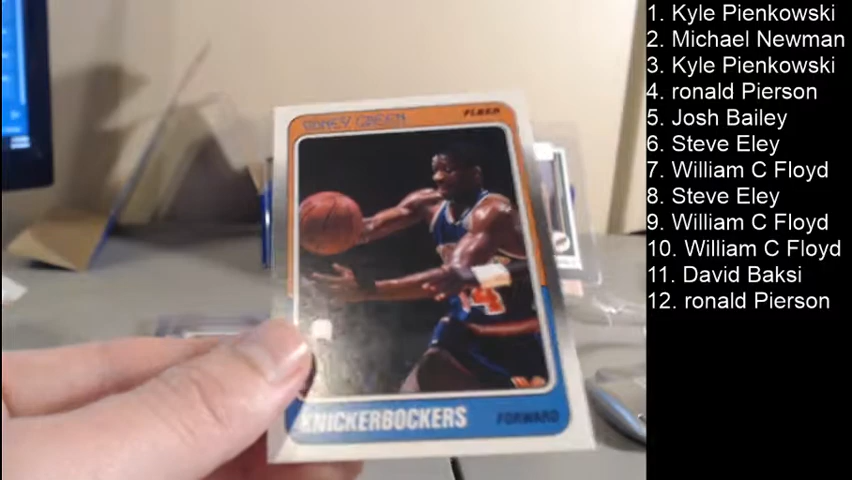 SIDNEY GREEN
FLEER
14
KNICKERBOCKERS
FORWARD
1. Kyle Pienkowski
2. Michael Newman
3. Kyle Pienkowski
4. ronald Pierson
5. Josh Bailey
6. Steve Eley
7. William C Floyd
8. Steve Eley
9. William C Floyd
10. William C Floyd
11. David Baksi
12. ronald Pierson